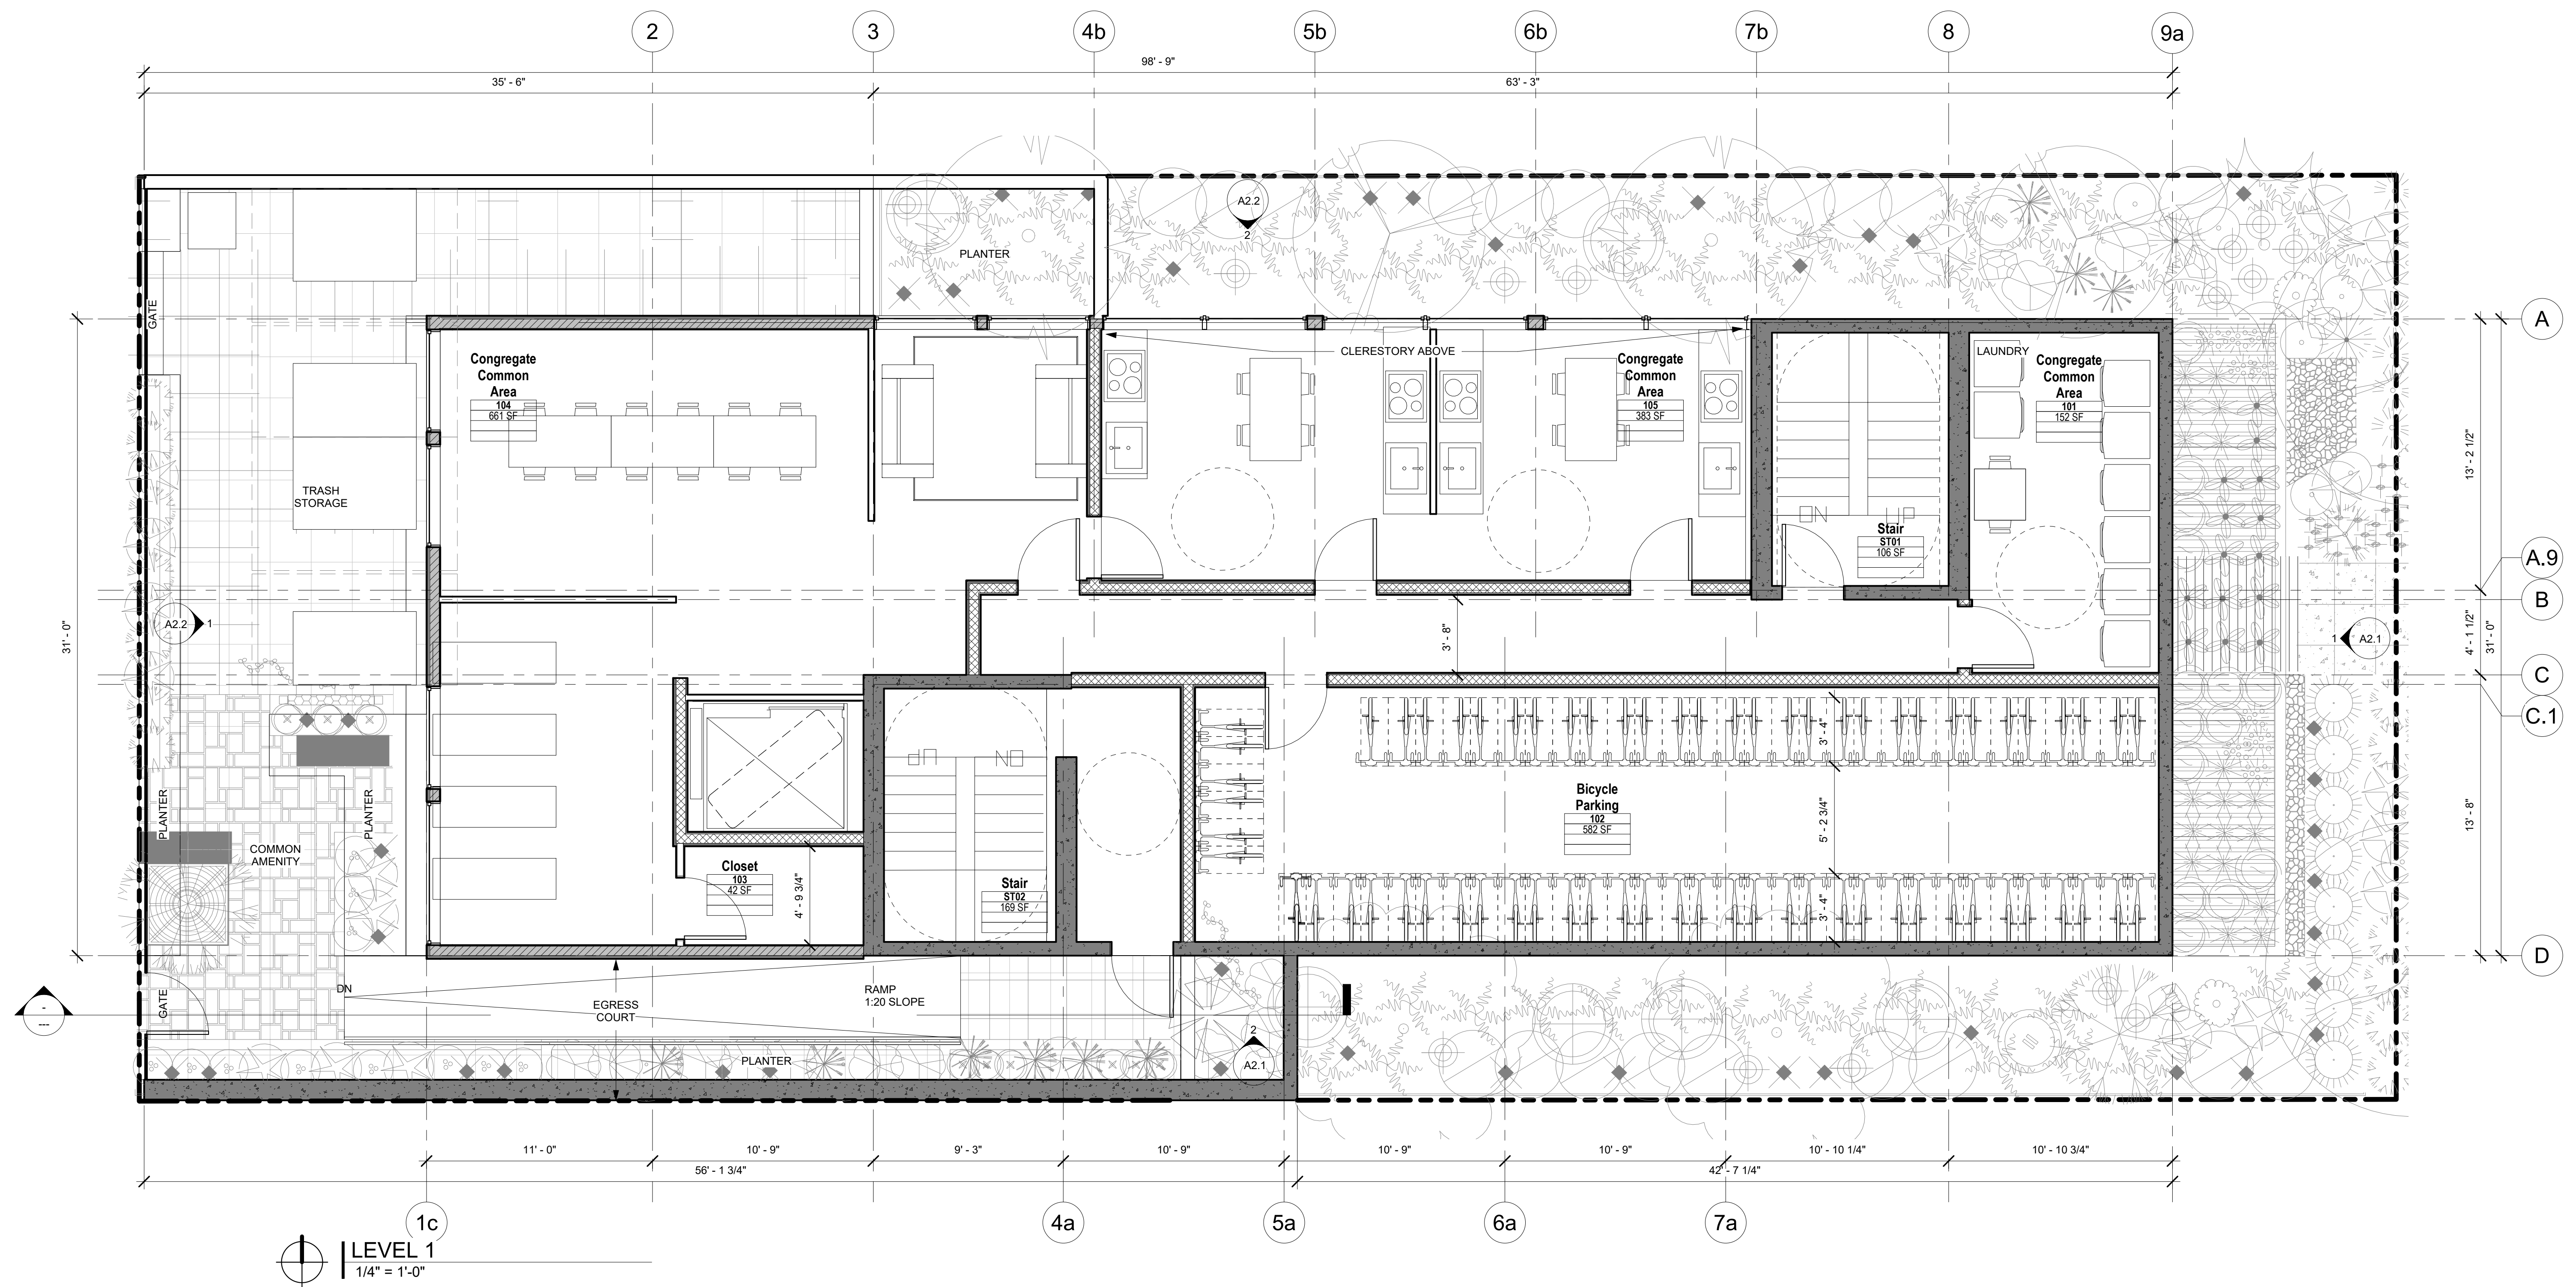 2
3
4b
5b
6b
7b
8
9a
98' - 9"
35' - 6"
63' - 3"
A2.2
2
PLANTER
GATE
CLERESTORY ABOVE
Congregate
Common
Area
104
661 SF
Congregate
Common
Area
105
383 SF
LAUNDRY
Congregate
Common
Area
101
152 SF
A
13' - 2 1/2"
TRASH
STORAGE
DN
UP
Stair
ST01
106 SF
A.9
B
A2.2
1
31' - 0"
3' - 8"
1
A2.1
4' - 1 1/2"
31' - 0"
C
C.1
UP
DN
3' - 4"
Bicycle
Parking
102
582 SF
5' - 2 3/4"
13' - 8"
PLANTER
PLANTER
COMMON
AMENITY
Closet
103
42 SF
4' - 9 3/4"
Stair
ST02
169 SF
3' - 4"
D
DN
GATE
EGRESS
COURT
RAMP
1:20 SLOPE
-
---
2
A2.1
PLANTER
11' - 0"
10' - 9"
9' - 3"
10' - 9"
10' - 9"
10' - 9"
10' - 10 1/4"
10' - 10 3/4"
56' - 1 3/4"
42' - 7 1/4"
1c
4a
5a
6a
7a
LEVEL 1
1/4" = 1'-0"